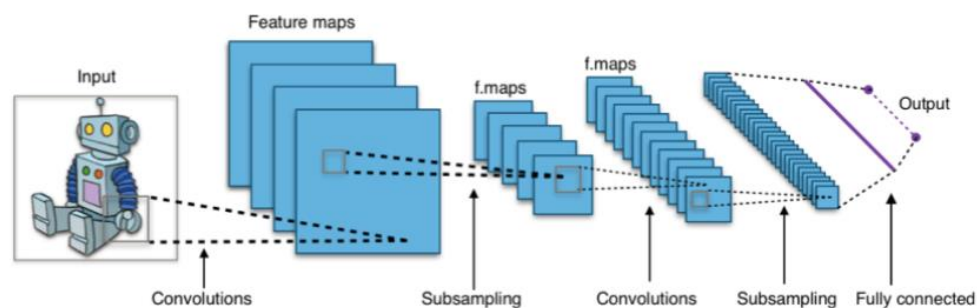 Feature maps
Input
f.maps
f.maps
Output
Convolutions
Subsampling
Convolutions
Subsampling
Fully connected